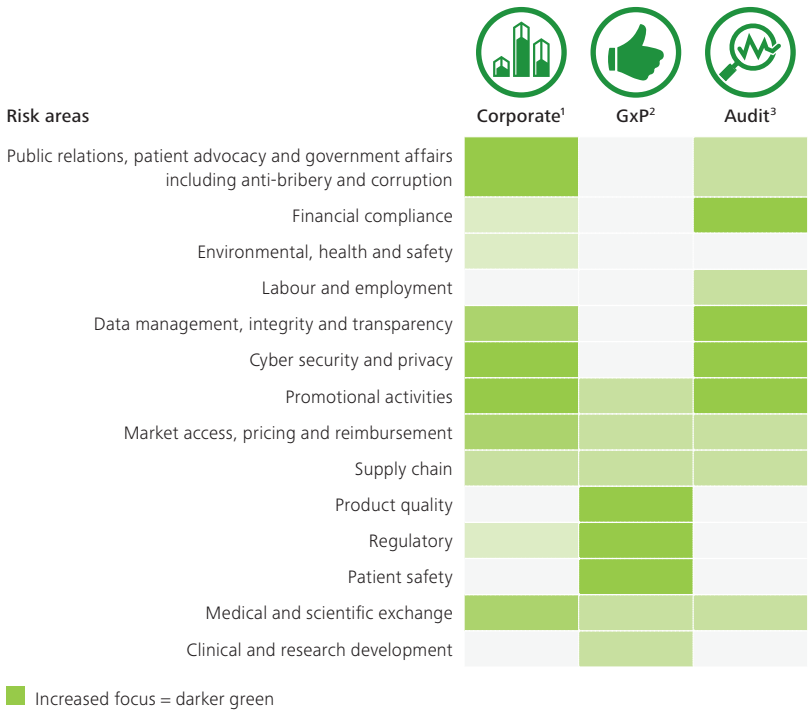 Risk areas
Corporate¹
GxP²
Audit³
Public relations, patient advocacy and government affairs
including anti-bribery and corruption
Financial compliance
Environmental, health and safety
Labour and employment
Data management, integrity and transparency
Cyber security and privacy
Promotional activities
Market access, pricing and reimbursement
Supply chain
Product quality
Regulatory
Patient safety
Medical and scientific exchange
Clinical and research development
Increased focus = darker green